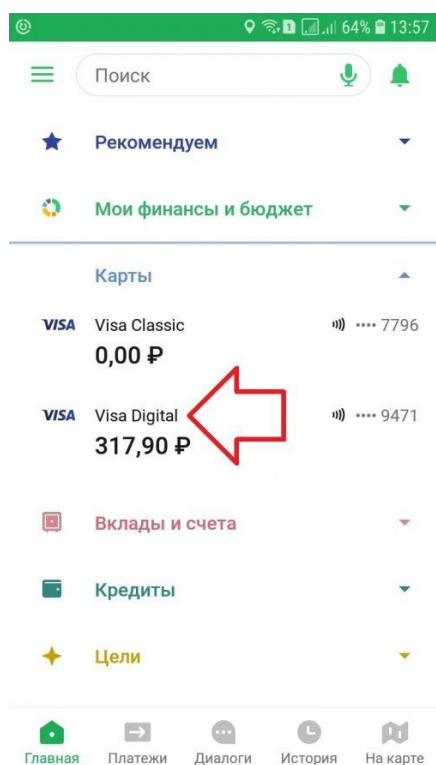 1 64% 13:57
Поиск
Рекомендуем
Мои финансы и бюджет
Карты
VISA Visa Classic •••• 7796
0,00 ₽
VISA Visa Digital •••• 9471
317,90 ₽
Вклады и счета
Кредиты
Цели
Главная Платежи Диалоги История На карте